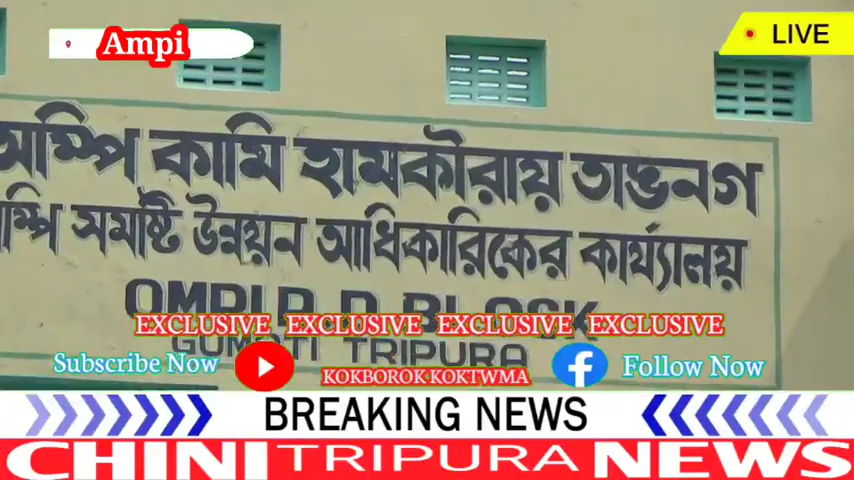 Ampi
LIVE
অম্পি কামি হামকীরায় তাঙনগ
অম্পি সমষ্টি উন্নয়ন আধিকারিকের কার্য্যালয়
OMPI R.D. BLOCK
EXCLUSIVE EXCLUSIVE EXCLUSIVE EXCLUSIVE
GUMOTI TRIPURA
Subscribe Now
Follow Now
KOKBOROK KOKTWMA
BREAKING NEWS
CHINI TRIPURA NEWS